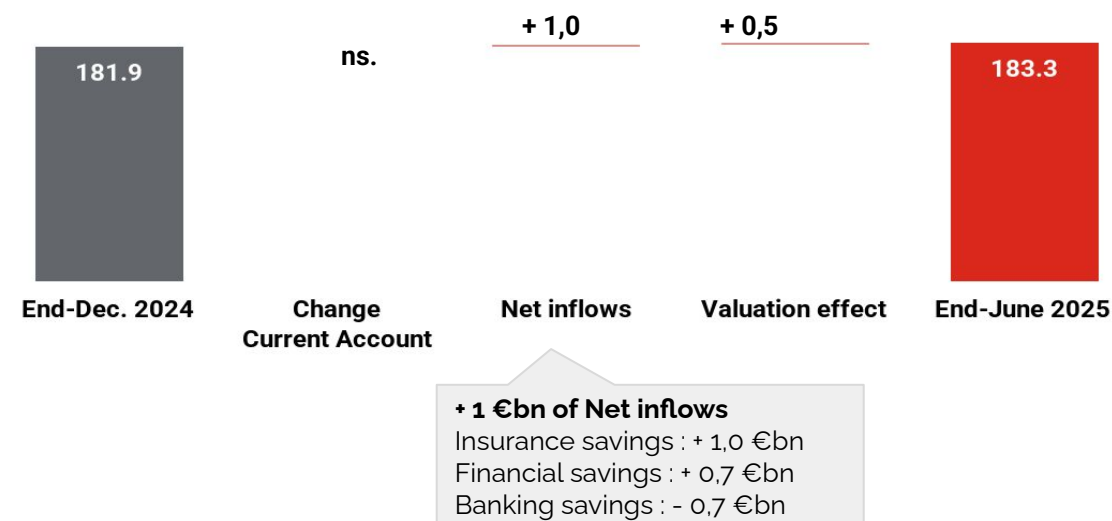 + 1,0
+ 0,5
ns.
181.9
183.3
End-Dec. 2024
Change
Current Account
Net inflows
Valuation effect
End-June 2025
+ 1 €bn of Net inflows
Insurance savings : + 1,0 €bn
Financial savings : + 0,7 €bn
Banking savings : - 0,7 €bn